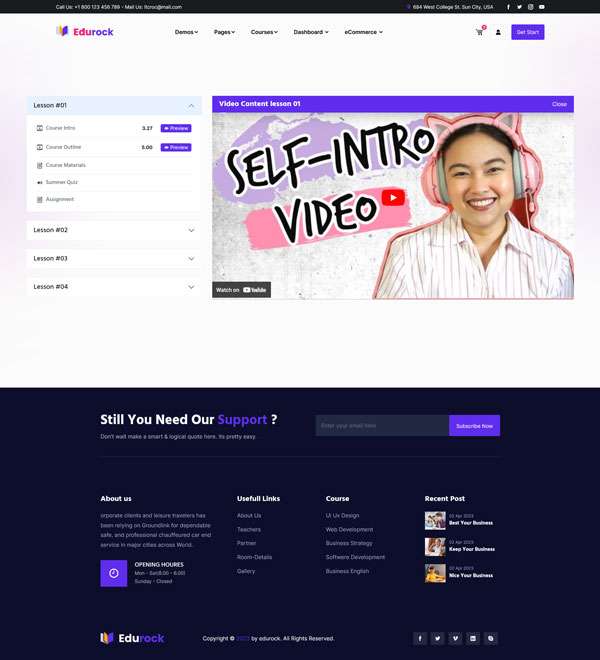 Call Us: +1 800 123 456 789 - Mail Us: Itcroc@mail.com
684 West College St. Sun City, USA
Edurock
Demos Pages Courses Dashboard eCommerce
0
Get Start
Lesson #01
Course Intro 3.27 Preview
Course Outline 5.00 Preview
Course Materials
Summer Quiz
Assignment
Lesson #02
Lesson #03
Lesson #04
Video Content lesson 01 Close
SELF-INTRO
VIDEO
Watch on YouTube
Still You Need Our Support ?
Don't wait make a smart & logical quote here. Its pretty easy.
Enter your email here
Subscribe Now
About us
orporate clients and leisure travelers has
been relying on Groundlink for dependable
safe, and professional chauffeured car end
service in major cities across World.
OPENING HOURES
Mon - Sat(8.00 - 6.00)
Sunday - Closed
Usefull Links
About Us
Teachers
Partner
Room-Details
Gallery
Course
Ui Ux Design
Web Development
Business Strategy
Softwere Development
Business English
Recent Post
02 Apr 2023
Best Your Business
02 Apr 2023
Keep Your Business
02 Apr 2023
Nice Your Business
Edurock
Copyright © 2023 by edurock. All Rights Reserved.